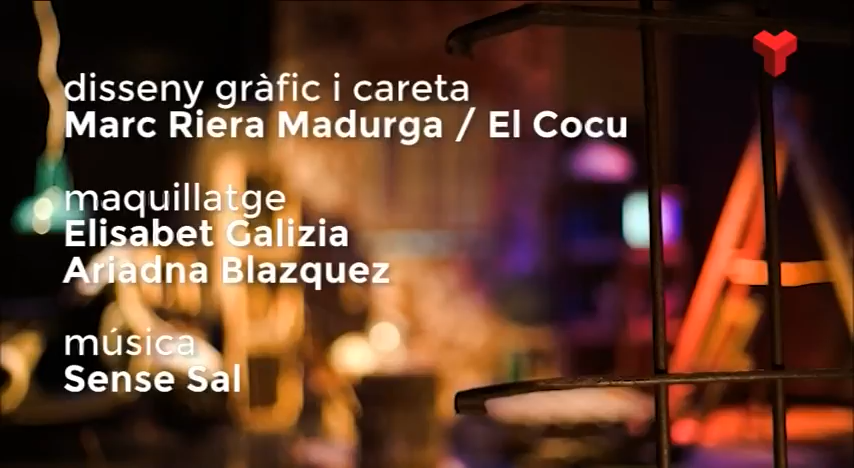 disseny gràfic i careta
Marc Riera Madurga / El Cocu
maquillatge
Elisabet Galizia
Ariadna Blazquez
música
Sense Sal